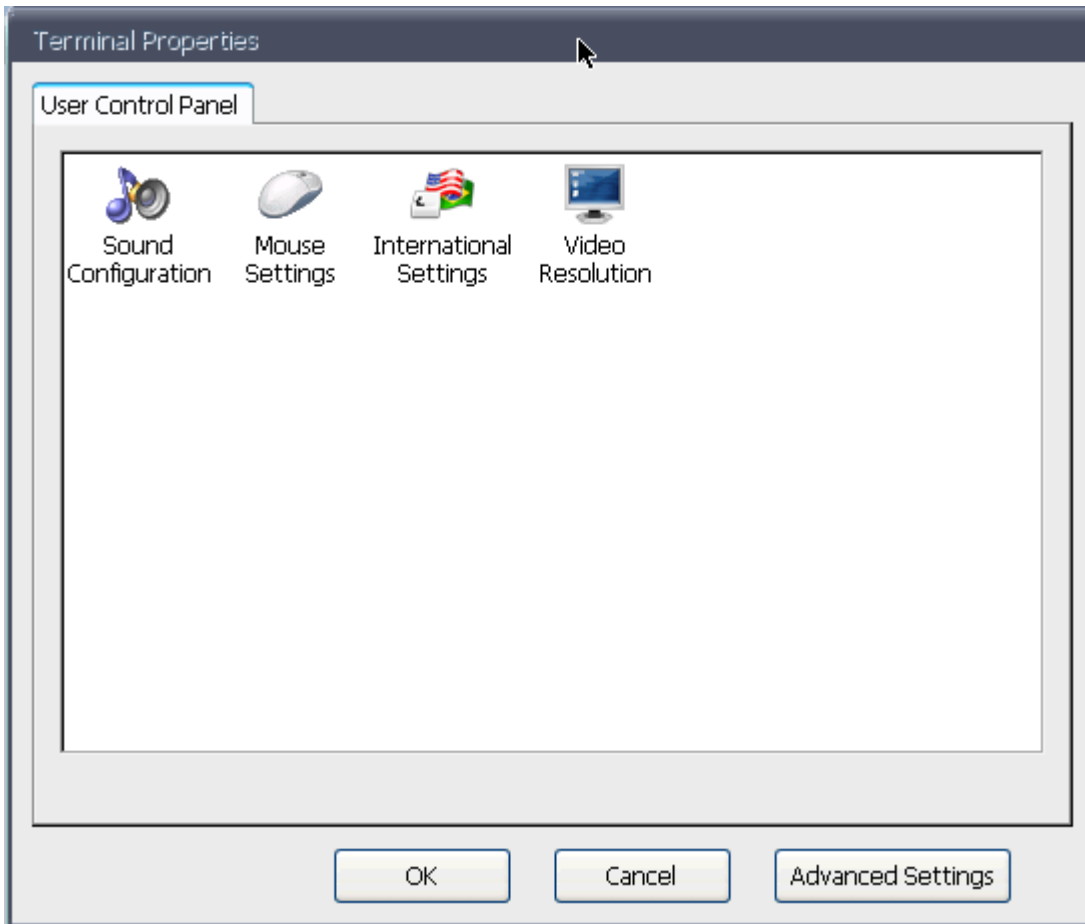 Terminal Properties
User Control Panel
Sound
Configuration
Mouse
Settings
International
Settings
Video
Resolution
OK
Cancel
Advanced Settings